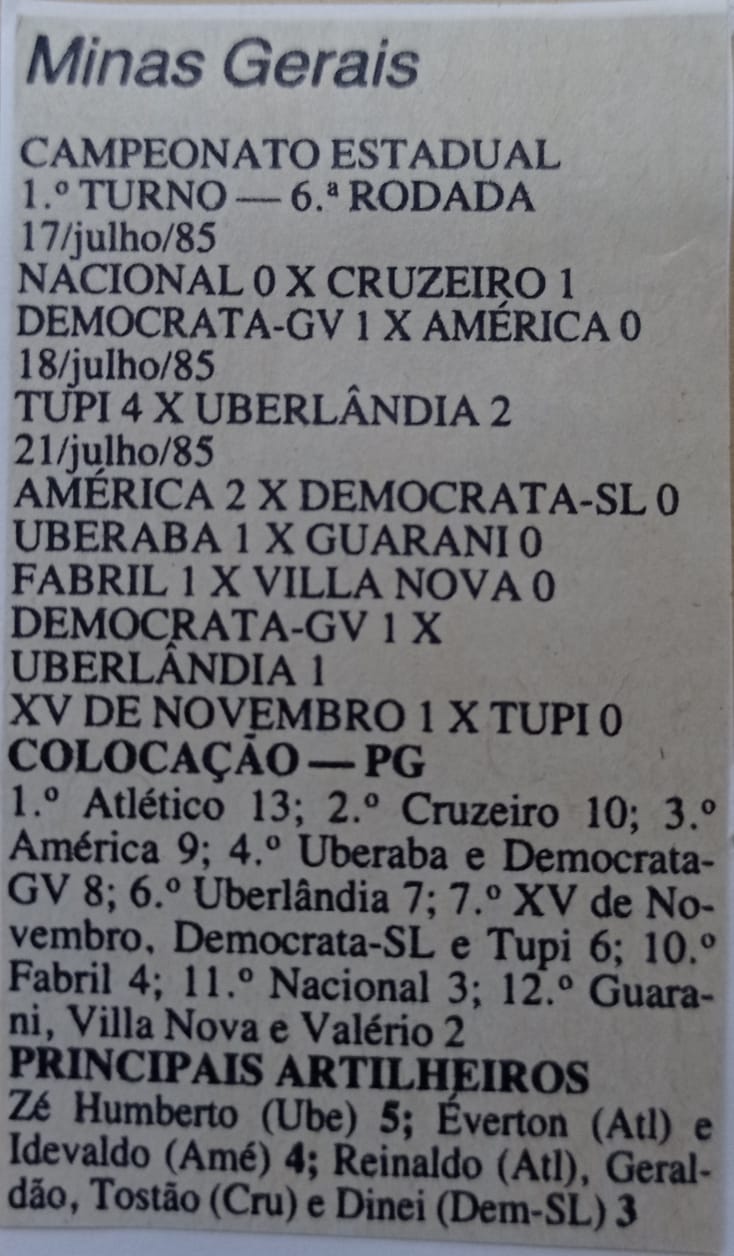 Minas Gerais
CAMPEONATO ESTADUAL
1.º TURNO — 6.ª RODADA
17/julho/85
NACIONAL 0 X CRUZEIRO 1
DEMOCRATA-GV 1 X AMÉRICA 0
18/julho/85
TUPI 4 X UBERLÂNDIA 2
21/julho/85
AMÉRICA 2 X DEMOCRATA-SL 0
UBERABA 1 X GUARANI 0
FABRIL 1 X VILLA NOVA 0
DEMOCRATA-GV 1 X
UBERLÂNDIA 1
XV DE NOVEMBRO 1 X TUPI 0
COLOCAÇÃO — PG
1.º Atlético 13; 2.º Cruzeiro 10; 3.º
América 9; 4.º Uberaba e Democrata-
GV 8; 6.º Uberlândia 7; 7.º XV de No-
vembro, Democrata-SL e Tupi 6; 10.º
Fabril 4; 11.º Nacional 3; 12.º Guara-
ni, Villa Nova e Valério 2
PRINCIPAIS ARTILHEIROS
Zé Humberto (Ube) 5; Éverton (Atl) e
Idevaldo (Amé) 4; Reinaldo (Atl), Geral-
dão, Tostão (Cru) e Dinei (Dem-SL) 3